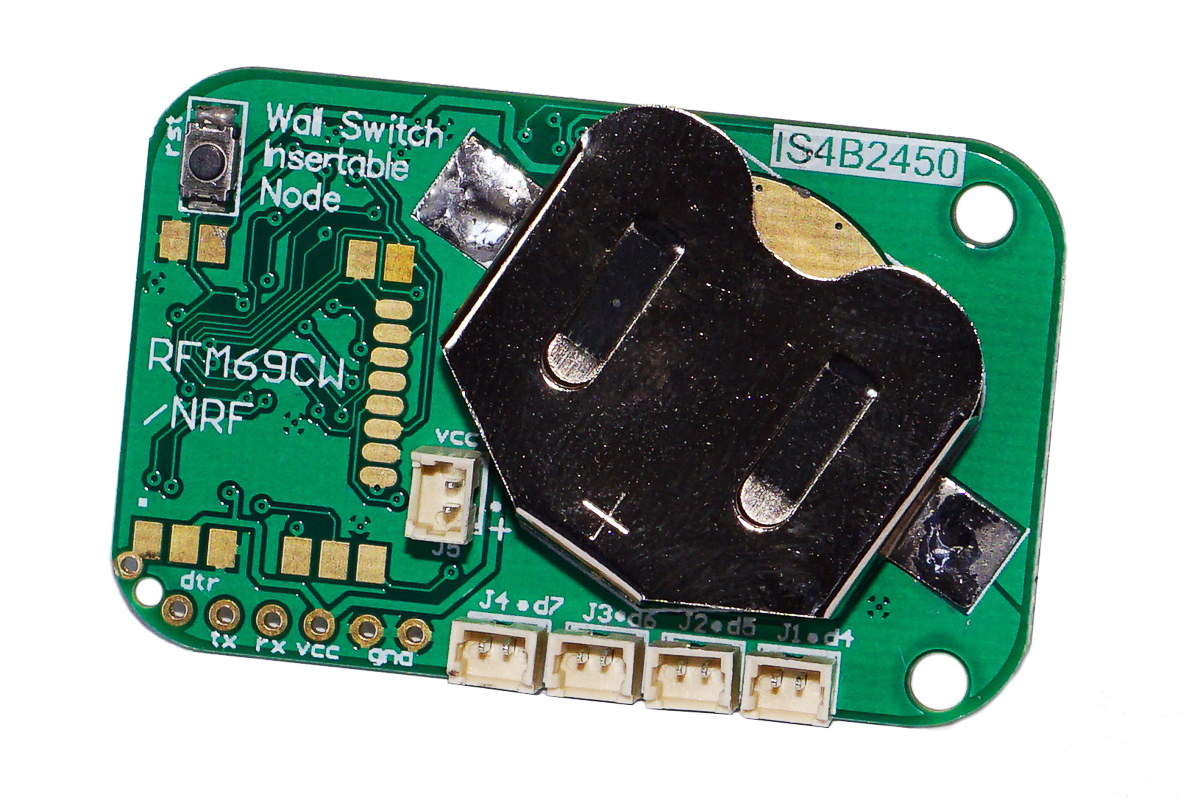 rst
Wall Switch
Insertable
Node
IS4B2450
RFM69CW
/NRF
vcc
+
J5
+
dtr
tx rx vcc gnd
J4•d7 J3•d6 J2•d5 J1•d4